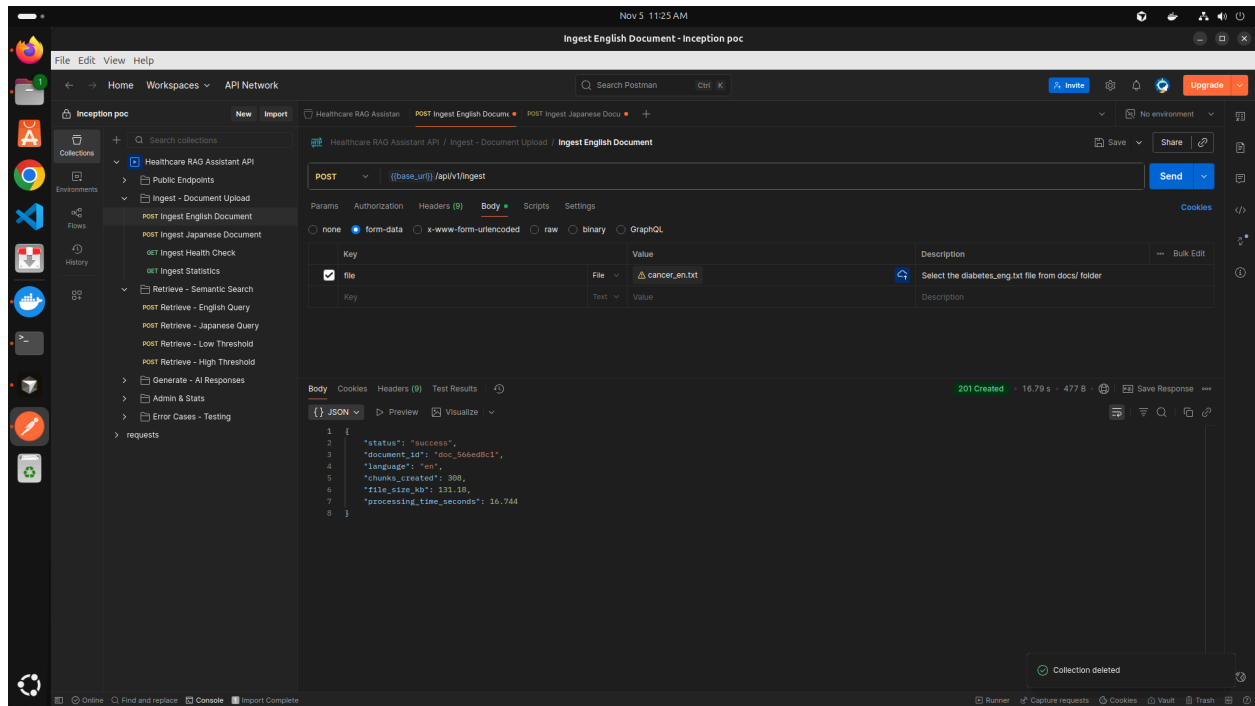 Nov 5 11:25 AM
Ingest English Document - Inception poc
File Edit View Help
Home Workspaces API Network
Search Postman Ctrl K
Invite
Upgrade
1
Inception poc New Import
Healthcare RAG Assistan
POST Ingest English Docume
POST Ingest Japanese Docu
No environment
Collections
Environments
Flows
History
Search collections
Healthcare RAG Assistant API
Public Endpoints
Ingest - Document Upload
POST Ingest English Document
POST Ingest Japanese Document
GET Ingest Health Check
GET Ingest Statistics
Retrieve - Semantic Search
POST Retrieve - English Query
POST Retrieve - Japanese Query
POST Retrieve - Low Threshold
POST Retrieve - High Threshold
Generate - AI Responses
Admin & Stats
Error Cases - Testing
requests
Healthcare RAG Assistant API / Ingest - Document Upload / Ingest English Document
Save Share
POST {{base_url}} /api/v1/ingest Send
Params Authorization Headers (9) Body Scripts Settings Cookies
none form-data x-www-form-urlencoded raw binary GraphQL
Key Value Description Bulk Edit
file File cancer_en.txt Select the diabetes_eng.txt file from docs/ folder
Key Text Value Description
Body Cookies Headers (9) Test Results 201 Created 16.79 s 477 B Save Response
{} JSON Preview Visualize
1 {
2 "status": "success",
3 "document_id": "doc_566ed8c1",
4 "language": "en",
5 "chunks_created": 308,
6 "file_size_kb": 131.18,
7 "processing_time_seconds": 16.744
8 }
Collection deleted
Online Find and replace Console Import Complete
Runner Capture requests Cookies Vault Trash